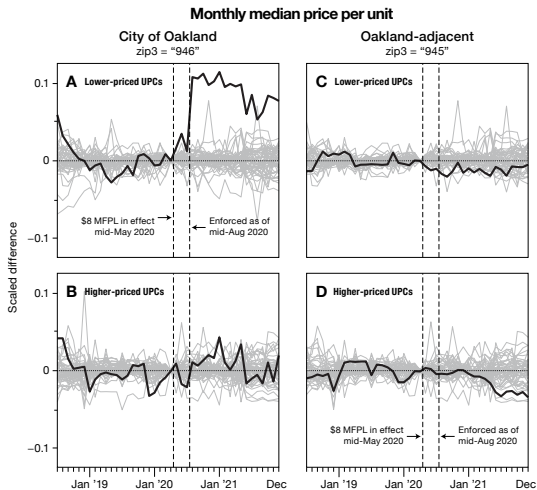 Monthly median price per unit
City of Oakland
zip3 = “946”
Oakland-adjacent
zip3 = “945”
Scaled difference
A Lower-priced UPCs
0.1
0
−0.1
$8 MFPL in effect
mid-May 2020
Enforced as of
mid-Aug 2020
C Lower-priced UPCs
B Higher-priced UPCs
0.1
0
−0.1
D Higher-priced UPCs
$8 MFPL in effect
mid-May 2020
Enforced as of
mid-Aug 2020
Jan ’19 Jan ’20 Jan ’21 Dec
Jan ’19 Jan ’20 Jan ’21 Dec